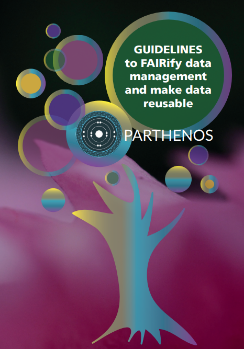 GUIDELINES
to FAIRify data
management
and make data
reusable
PARTHENOS